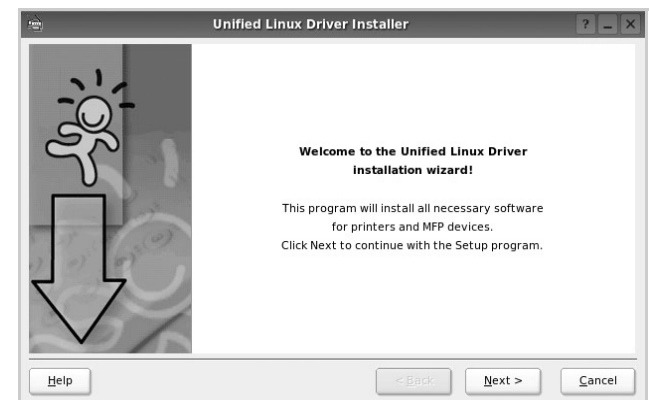 Unified Linux Driver Installer
? _ X
Welcome to the Unified Linux Driver
installation wizard!
This program will install all necessary software
for printers and MFP devices.
Click Next to continue with the Setup program.
Help
< Back
Next >
Cancel